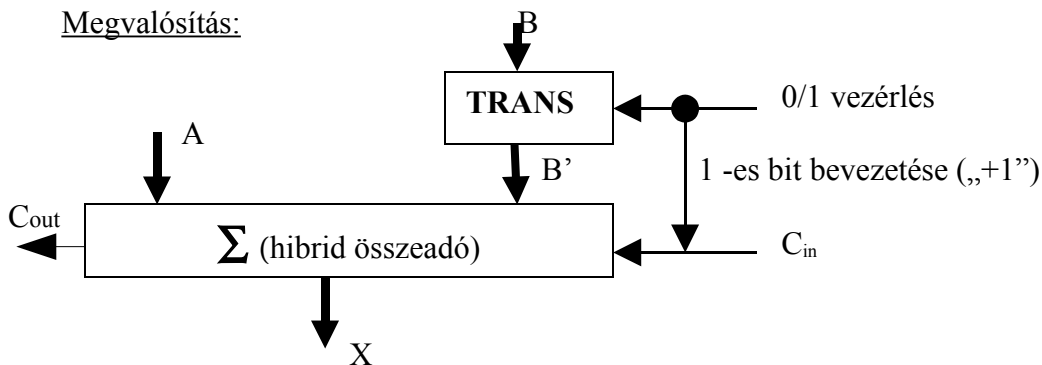 Megvalósítás:
B
TRANS
0/1 vezérlés
A
B’
1 -es bit bevezetése („+1”)
Cout
Σ (hibrid összeadó)
Cin
X